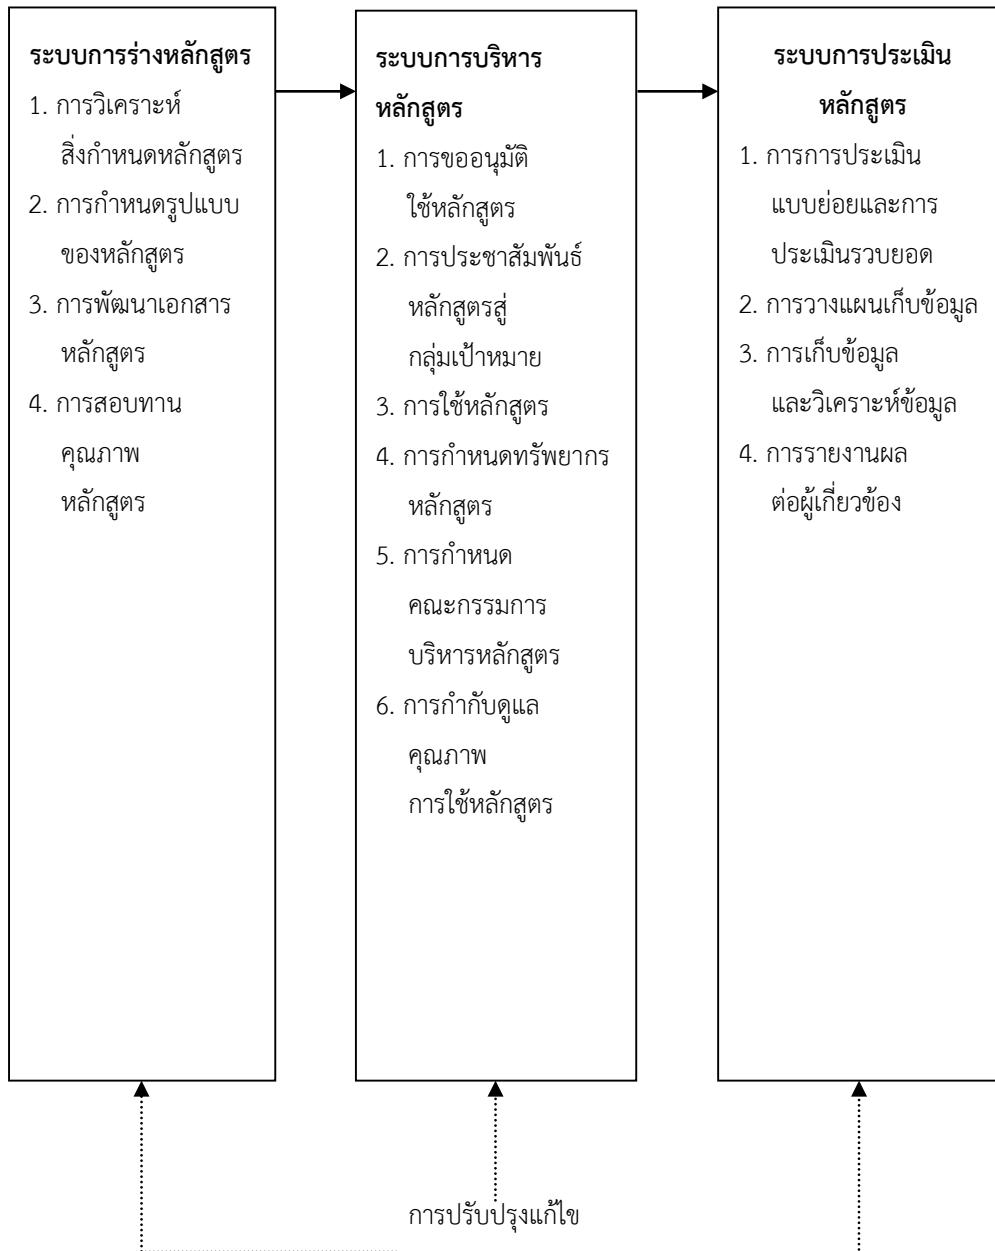 ระบบการร่างหลักสูตร
1. การวิเคราะห์
สิ่งกำหนดหลักสูตร
2. การกำหนดรูปแบบ
ของหลักสูตร
3. การพัฒนาเอกสาร
หลักสูตร
4. การสอบทาน
คุณภาพ
หลักสูตร
ระบบการบริหาร
หลักสูตร
1. การขออนุมัติ
ใช้หลักสูตร
2. การประชาสัมพันธ์
หลักสูตรสู่
กลุ่มเป้าหมาย
3. การใช้หลักสูตร
4. การกำหนดทรัพยากร
หลักสูตร
5. การกำหนด
คณะกรรมการ
บริหารหลักสูตร
6. การกำกับดูแล
คุณภาพ
การใช้หลักสูตร
ระบบการประเมิน
หลักสูตร
1. การการประเมิน
แบบย่อยและการ
ประเมินรวบยอด
2. การวางแผนเก็บข้อมูล
3. การเก็บข้อมูล
และวิเคราะห์ข้อมูล
4. การรายงานผล
ต่อผู้เกี่ยวข้อง
การปรับปรุงแก้ไข